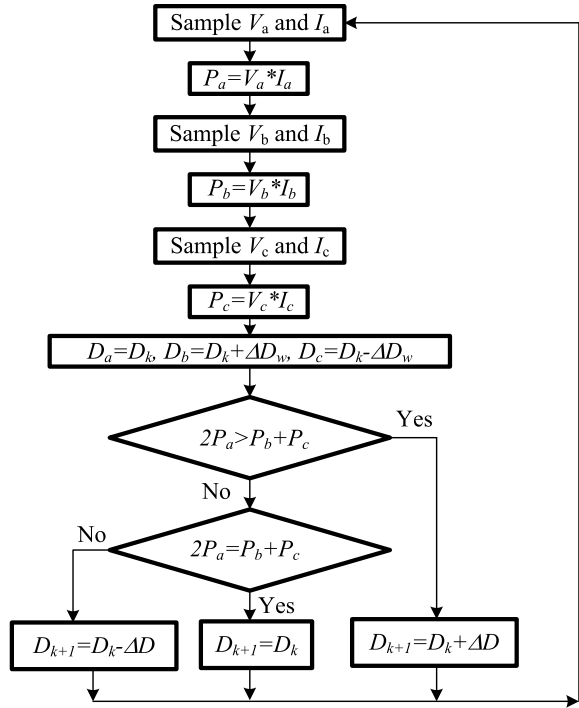 Sample Va and Ia
Pa=Va*Ia
Sample Vb and Ib
Pb=Vb*Ib
Sample Vc and Ic
Pc=Vc*Ic
Da=Dk, Db=Dk+ΔDw, Dc=Dk-ΔDw
2Pa>Pb+Pc
Yes
No
2Pa=Pb+Pc
No
Yes
Dk+1=Dk-ΔD
Dk+1=Dk
Dk+1=Dk+ΔD